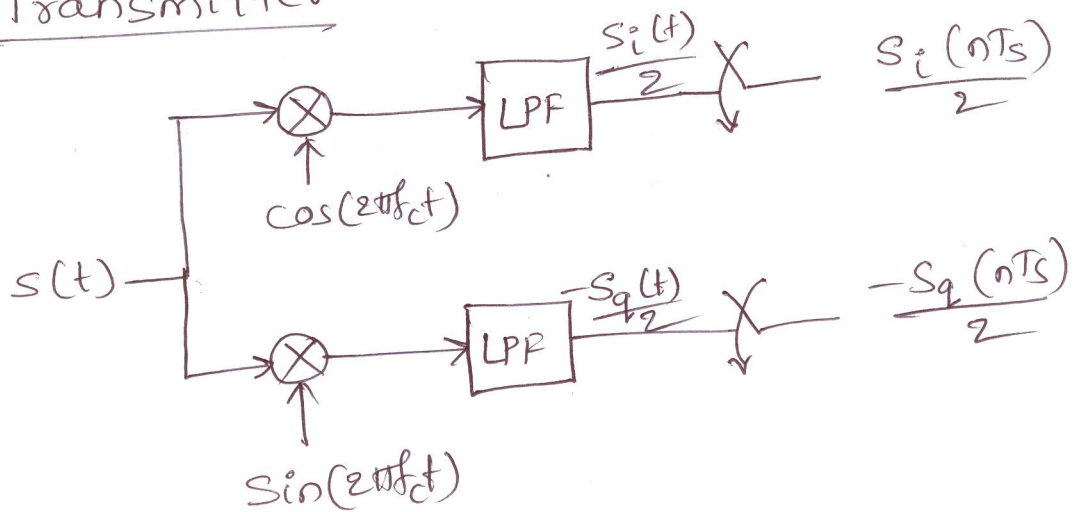 Transmitter
LPF
Si(t)/2
Si(nTs)/2
cos(2πfct)
s(t)
LPF
-Sq(t)/2
-Sq(nTs)/2
Sin(2πfct)